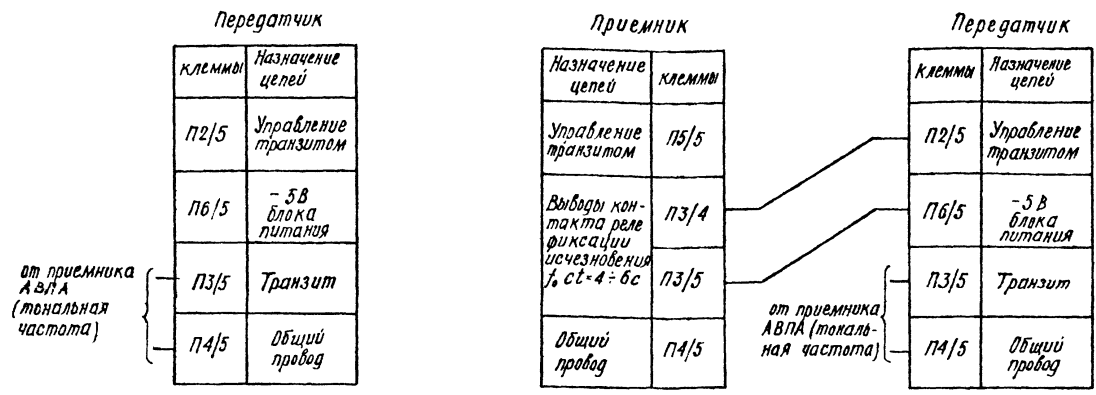 Передатчик
клеммы
Назначение
цепей
П2/5
Управление
транзитом
П6/5
- 5В
блока
питания
от приемника
АВПА
(тональная
частота)
П3/5
Транзит
П4/5
Общий
провод
Приемник
Назначение
цепей
клеммы
Управление
транзитом
П5/5
Выводы кон-
такта реле
фиксации
исчезновения
f₀ с t = 4 ÷ 6с
П3/4
П3/5
Общий
провод
П4/5
Передатчик
Клеммы
Назначение
цепей
П2/5
Управление
транзитом
П6/5
- 5В
блока
питания
от приемника
АВПА (тональ-
ная частота)
П3/5
Транзит
П4/5
Общий
провод